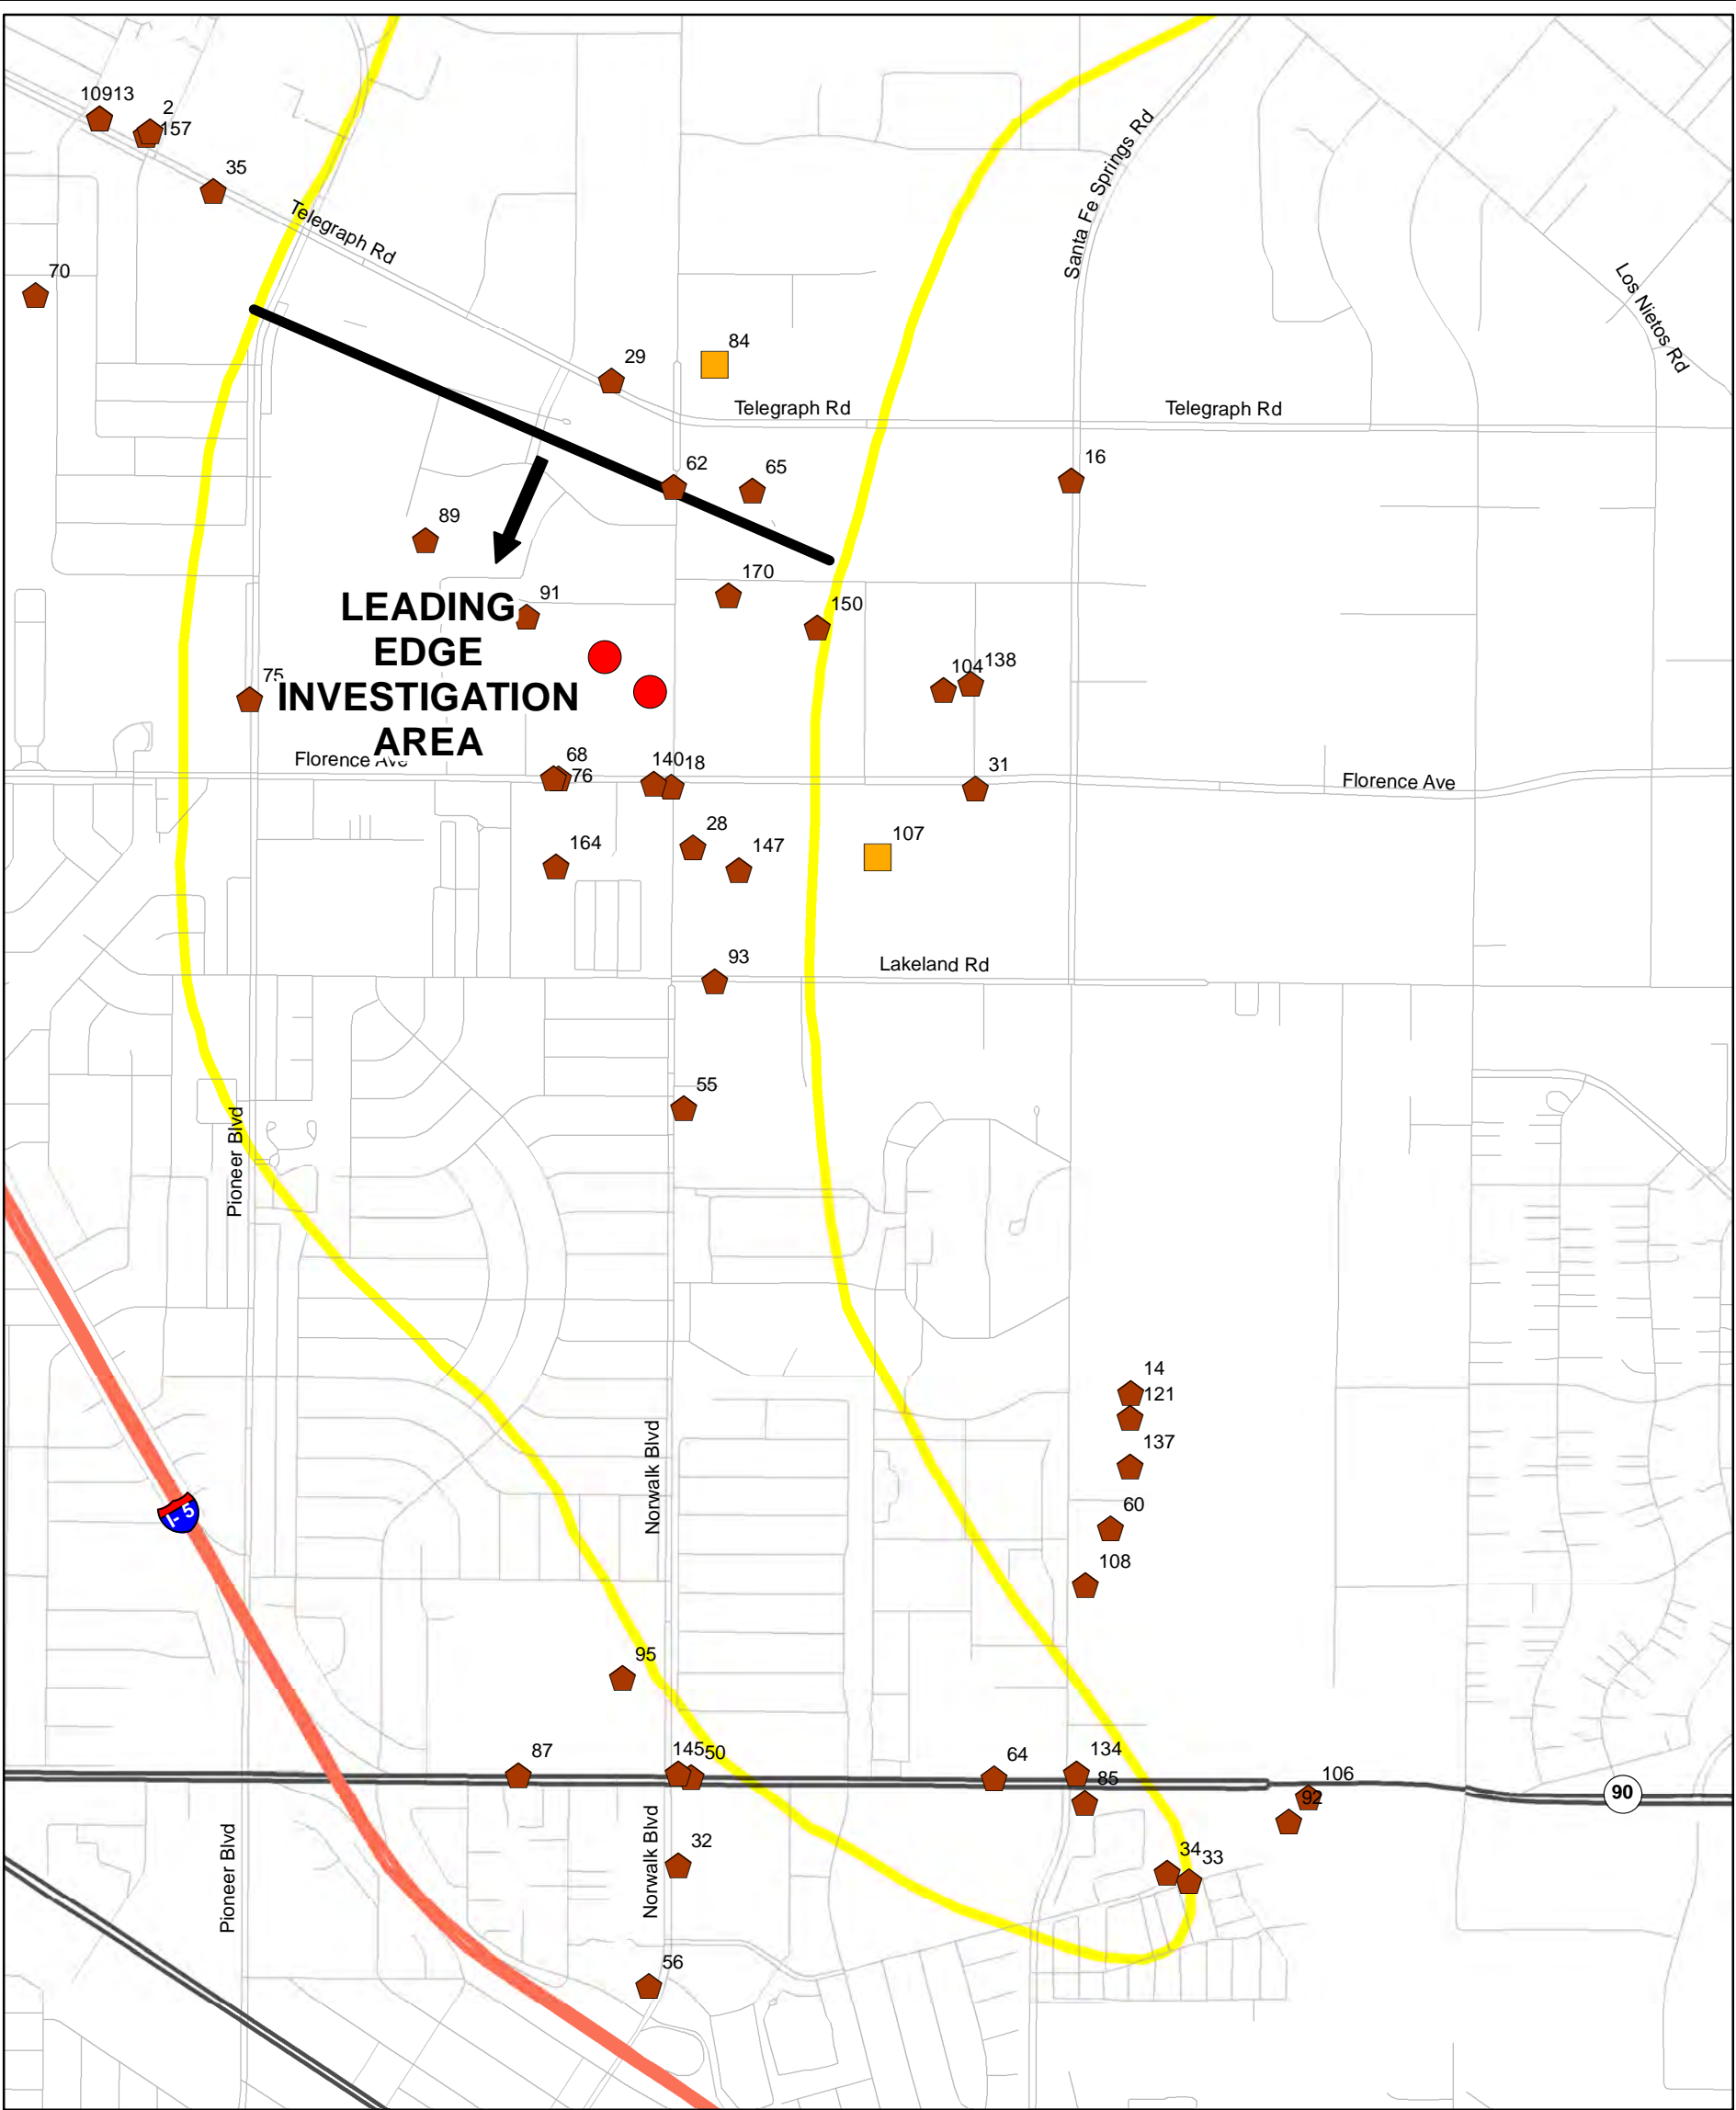 10913
2
157
35
Telegraph Rd
Santa Fe Springs Rd
70
Los Nietos Rd
84
29
Telegraph Rd
Telegraph Rd
62
65
16
89
170
91
150
LEADING
EDGE
INVESTIGATION
AREA
75
104
138
Florence Ave
68
76
140
18
31
Florence Ave
28
107
164
147
93
Lakeland Rd
55
Pioneer Blvd
14
121
137
Norwalk Blvd
60
I-5
108
95
87
145
50
64
134
85
106
92
90
Pioneer Blvd
Norwalk Blvd
32
34
33
56